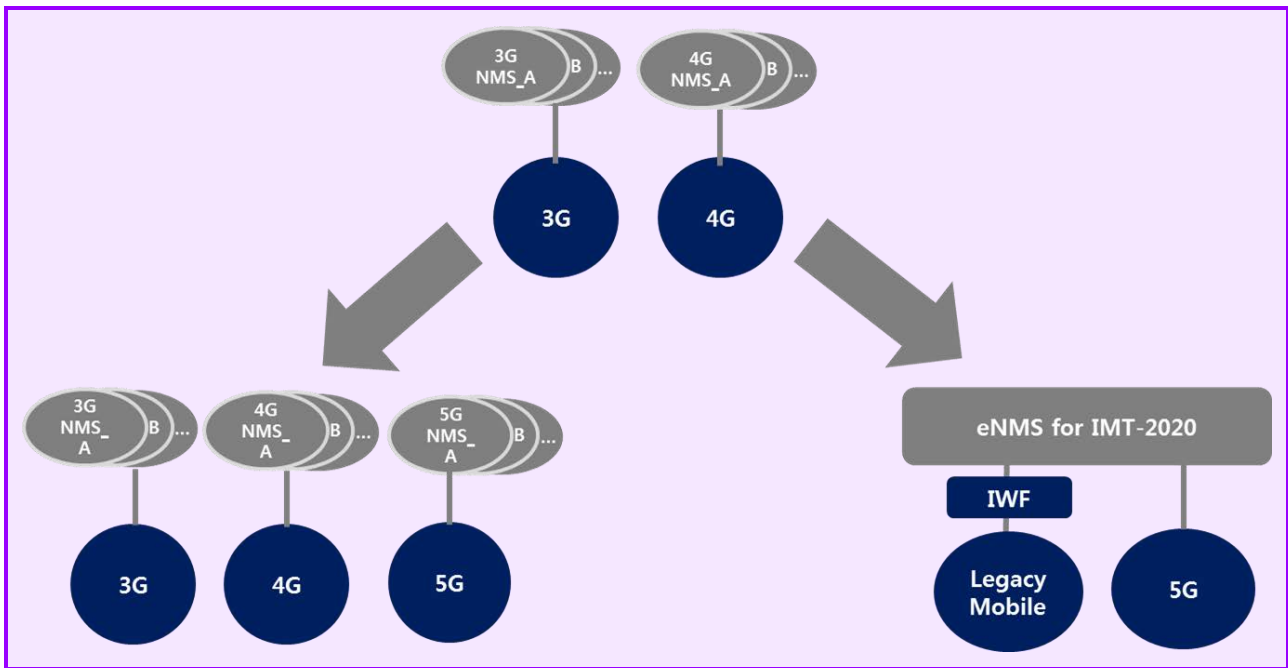 3G
NMS_A
B
...
4G
NMS_A
B
...
3G
4G
3G
NMS_
A
B
...
4G
NMS_
A
B
...
5G
NMS_
A
B
...
eNMS for IMT-2020
IWF
3G
4G
5G
Legacy
Mobile
5G